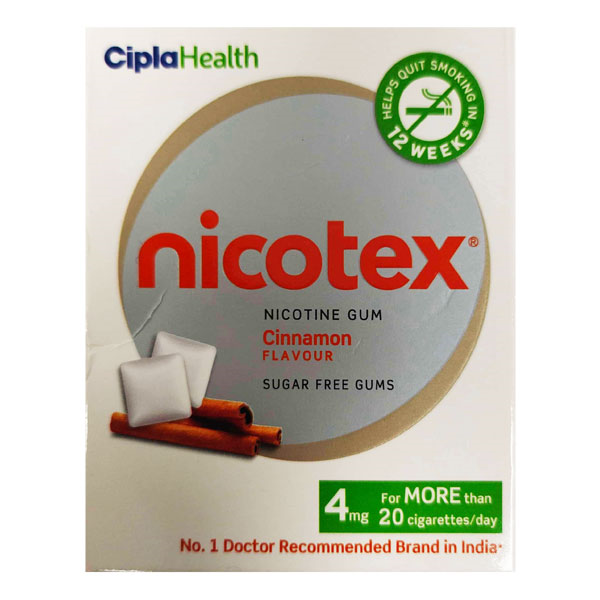 CiplaHealth
HELPS QUIT SMOKING IN
12 WEEKS*
nicotex®
NICOTINE GUM
Cinnamon
FLAVOUR
SUGAR FREE GUMS
4mg
For MORE than
20 cigarettes/day
No. 1 Doctor Recommended Brand in India*